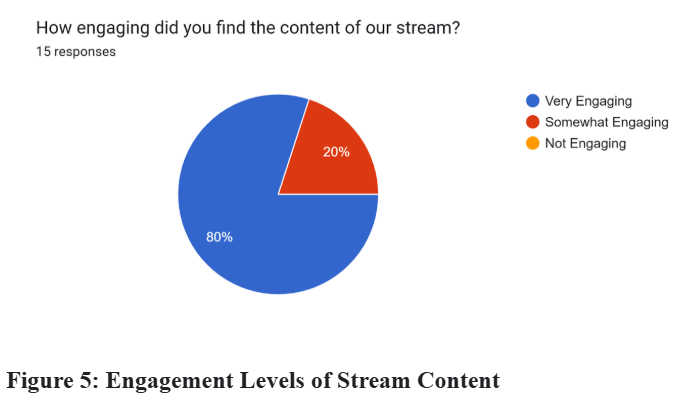 How engaging did you find the content of our stream?
15 responses
Very Engaging
Somewhat Engaging
Not Engaging
20%
80%
Figure 5: Engagement Levels of Stream Content